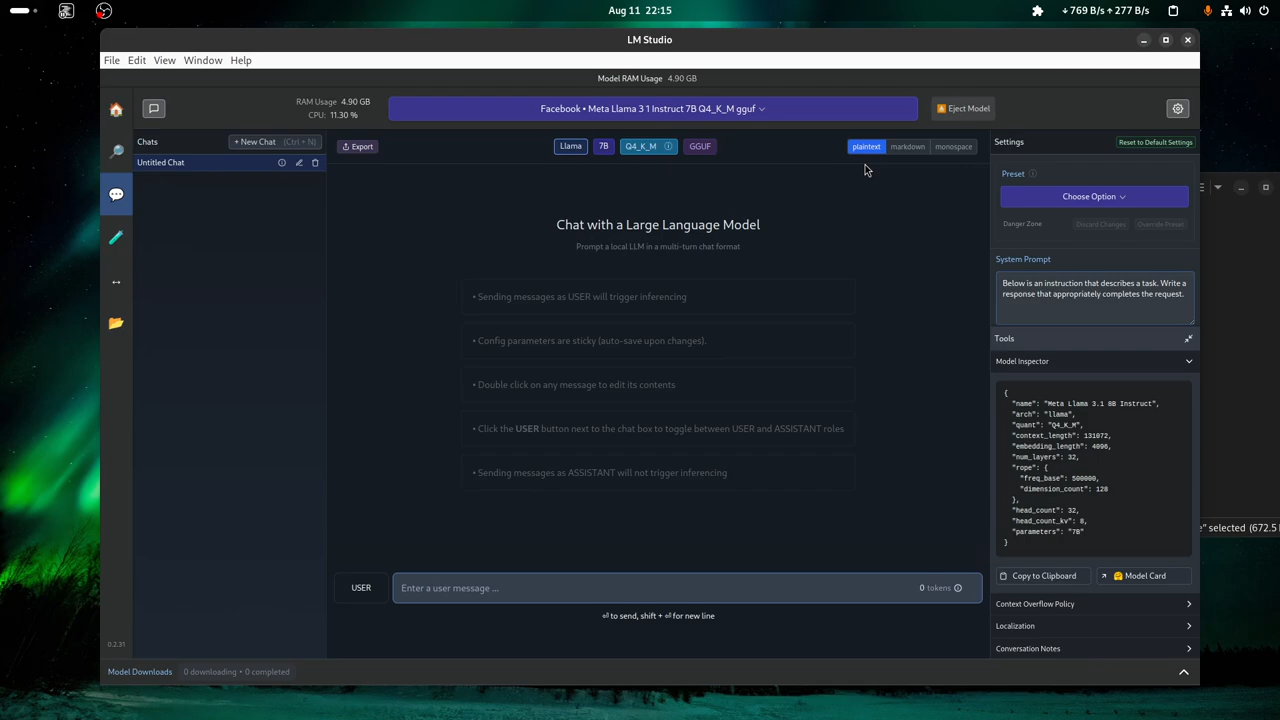 Aug 11 22:15
↓ 769 B/s ↑ 277 B/s
LM Studio
File Edit View Window Help
Model RAM Usage 4.90 GB
RAM Usage 4.90 GB
CPU: 11.30 %
Facebook • Meta Llama 3 1 Instruct 7B Q4_K_M gguf
Eject Model
Chats
+ New Chat (Ctrl + N)
Untitled Chat
Export
Llama 7B Q4_K_M GGUF
plaintext markdown monospace
Chat with a Large Language Model
Prompt a local LLM in a multi-turn chat format
• Sending messages as USER will trigger inferencing
• Config parameters are sticky (auto-save upon changes).
• Double click on any message to edit its contents
• Click the USER button next to the chat box to toggle between USER and ASSISTANT roles
• Sending messages as ASSISTANT will not trigger inferencing
USER
Enter a user message ...
0 tokens
⏎ to send, shift + ⏎ for new line
Settings
Reset to Default Settings
Preset
Choose Option
Danger Zone
Discard Changes
Override Preset
System Prompt
Below is an instruction that describes a task. Write a
response that appropriately completes the request.
Tools
Model Inspector
{
"name": "Meta Llama 3.1 8B Instruct",
"arch": "llama",
"quant": "Q4_K_M",
"context_length": 131072,
"embedding_length": 4096,
"num_layers": 32,
"rope": {
"freq_base": 500000,
"dimension_count": 128
},
"head_count": 32,
"head_count_kv": 8,
"parameters": "7B"
}
Copy to Clipboard
Model Card
Context Overflow Policy
Localization
Conversation Notes
0.2.31
Model Downloads 0 downloading • 0 completed
" selected (672.5